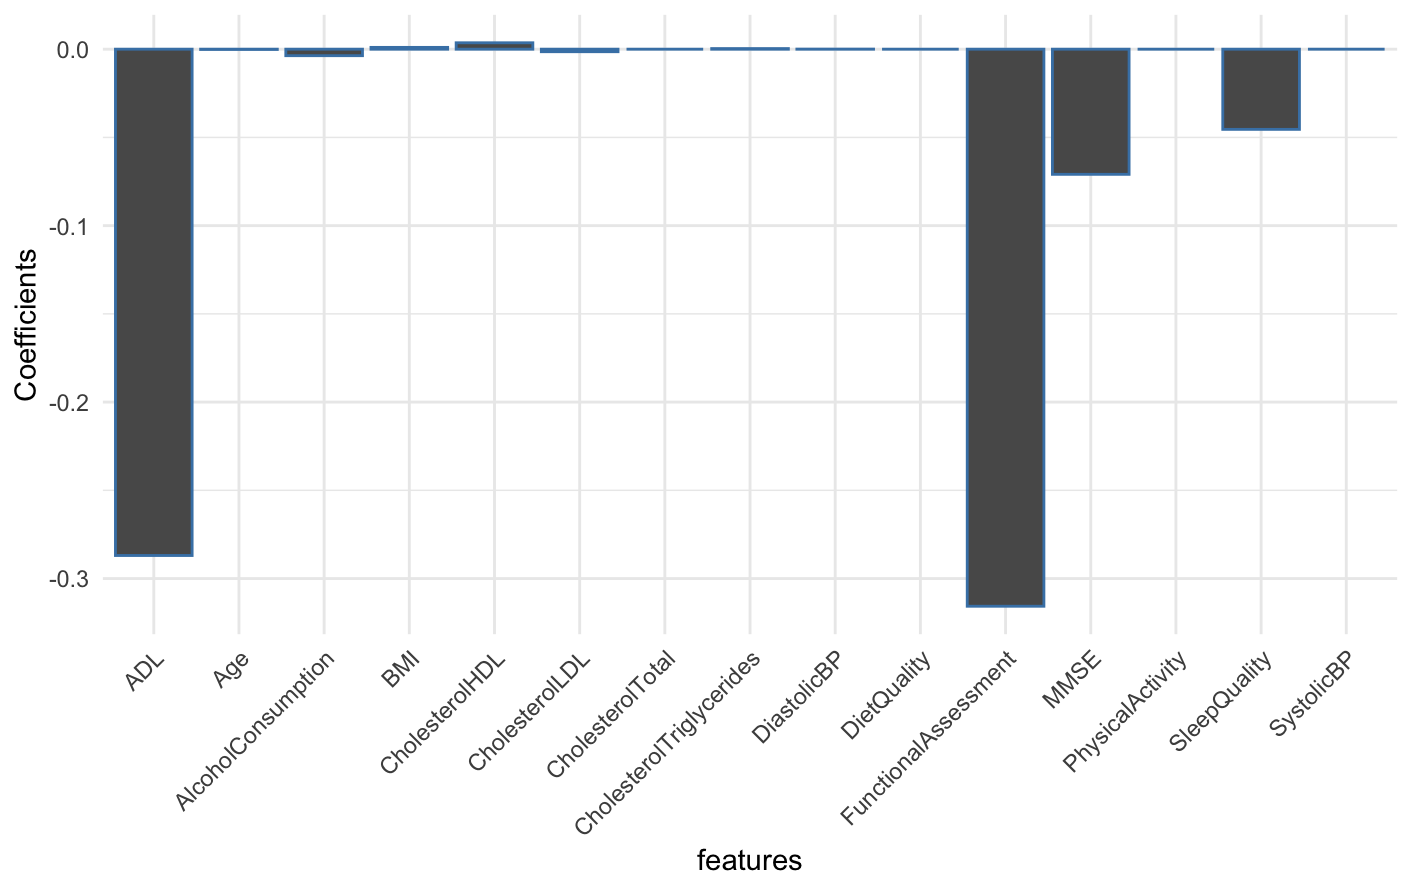 Coefficients
0.0
-0.1
-0.2
-0.3
ADL
Age
AlcoholConsumption
BMI
CholesterolHDL
CholesterolLDL
CholesterolTotal
CholesterolTriglycerides
DiastolicBP
DietQuality
FunctionalAssessment
MMSE
PhysicalActivity
SleepQuality
SystolicBP
features